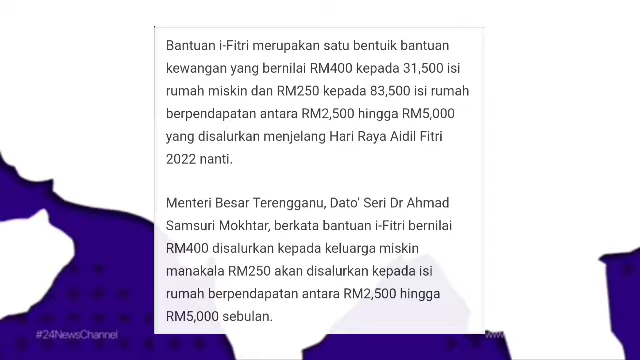 Bantuan i-Fitri merupakan satu bentuik bantuan
kewangan yang bernilai RM400 kepada 31,500 isi
rumah miskin dan RM250 kepada 83,500 isi rumah
berpendapatan antara RM2,500 hingga RM5,000
yang disalurkan menjelang Hari Raya Aidil Fitri
2022 nanti.
Menteri Besar Terengganu, Dato' Seri Dr Ahmad
Samsuri Mokhtar, berkata bantuan i-Fitri bernilai
RM400 disalurkan kepada keluarga miskin
manakala RM250 akan disalurkan kepada isi
rumah berpendapatan antara RM2,500 hingga
RM5,000 sebulan.
#24NewsChannel